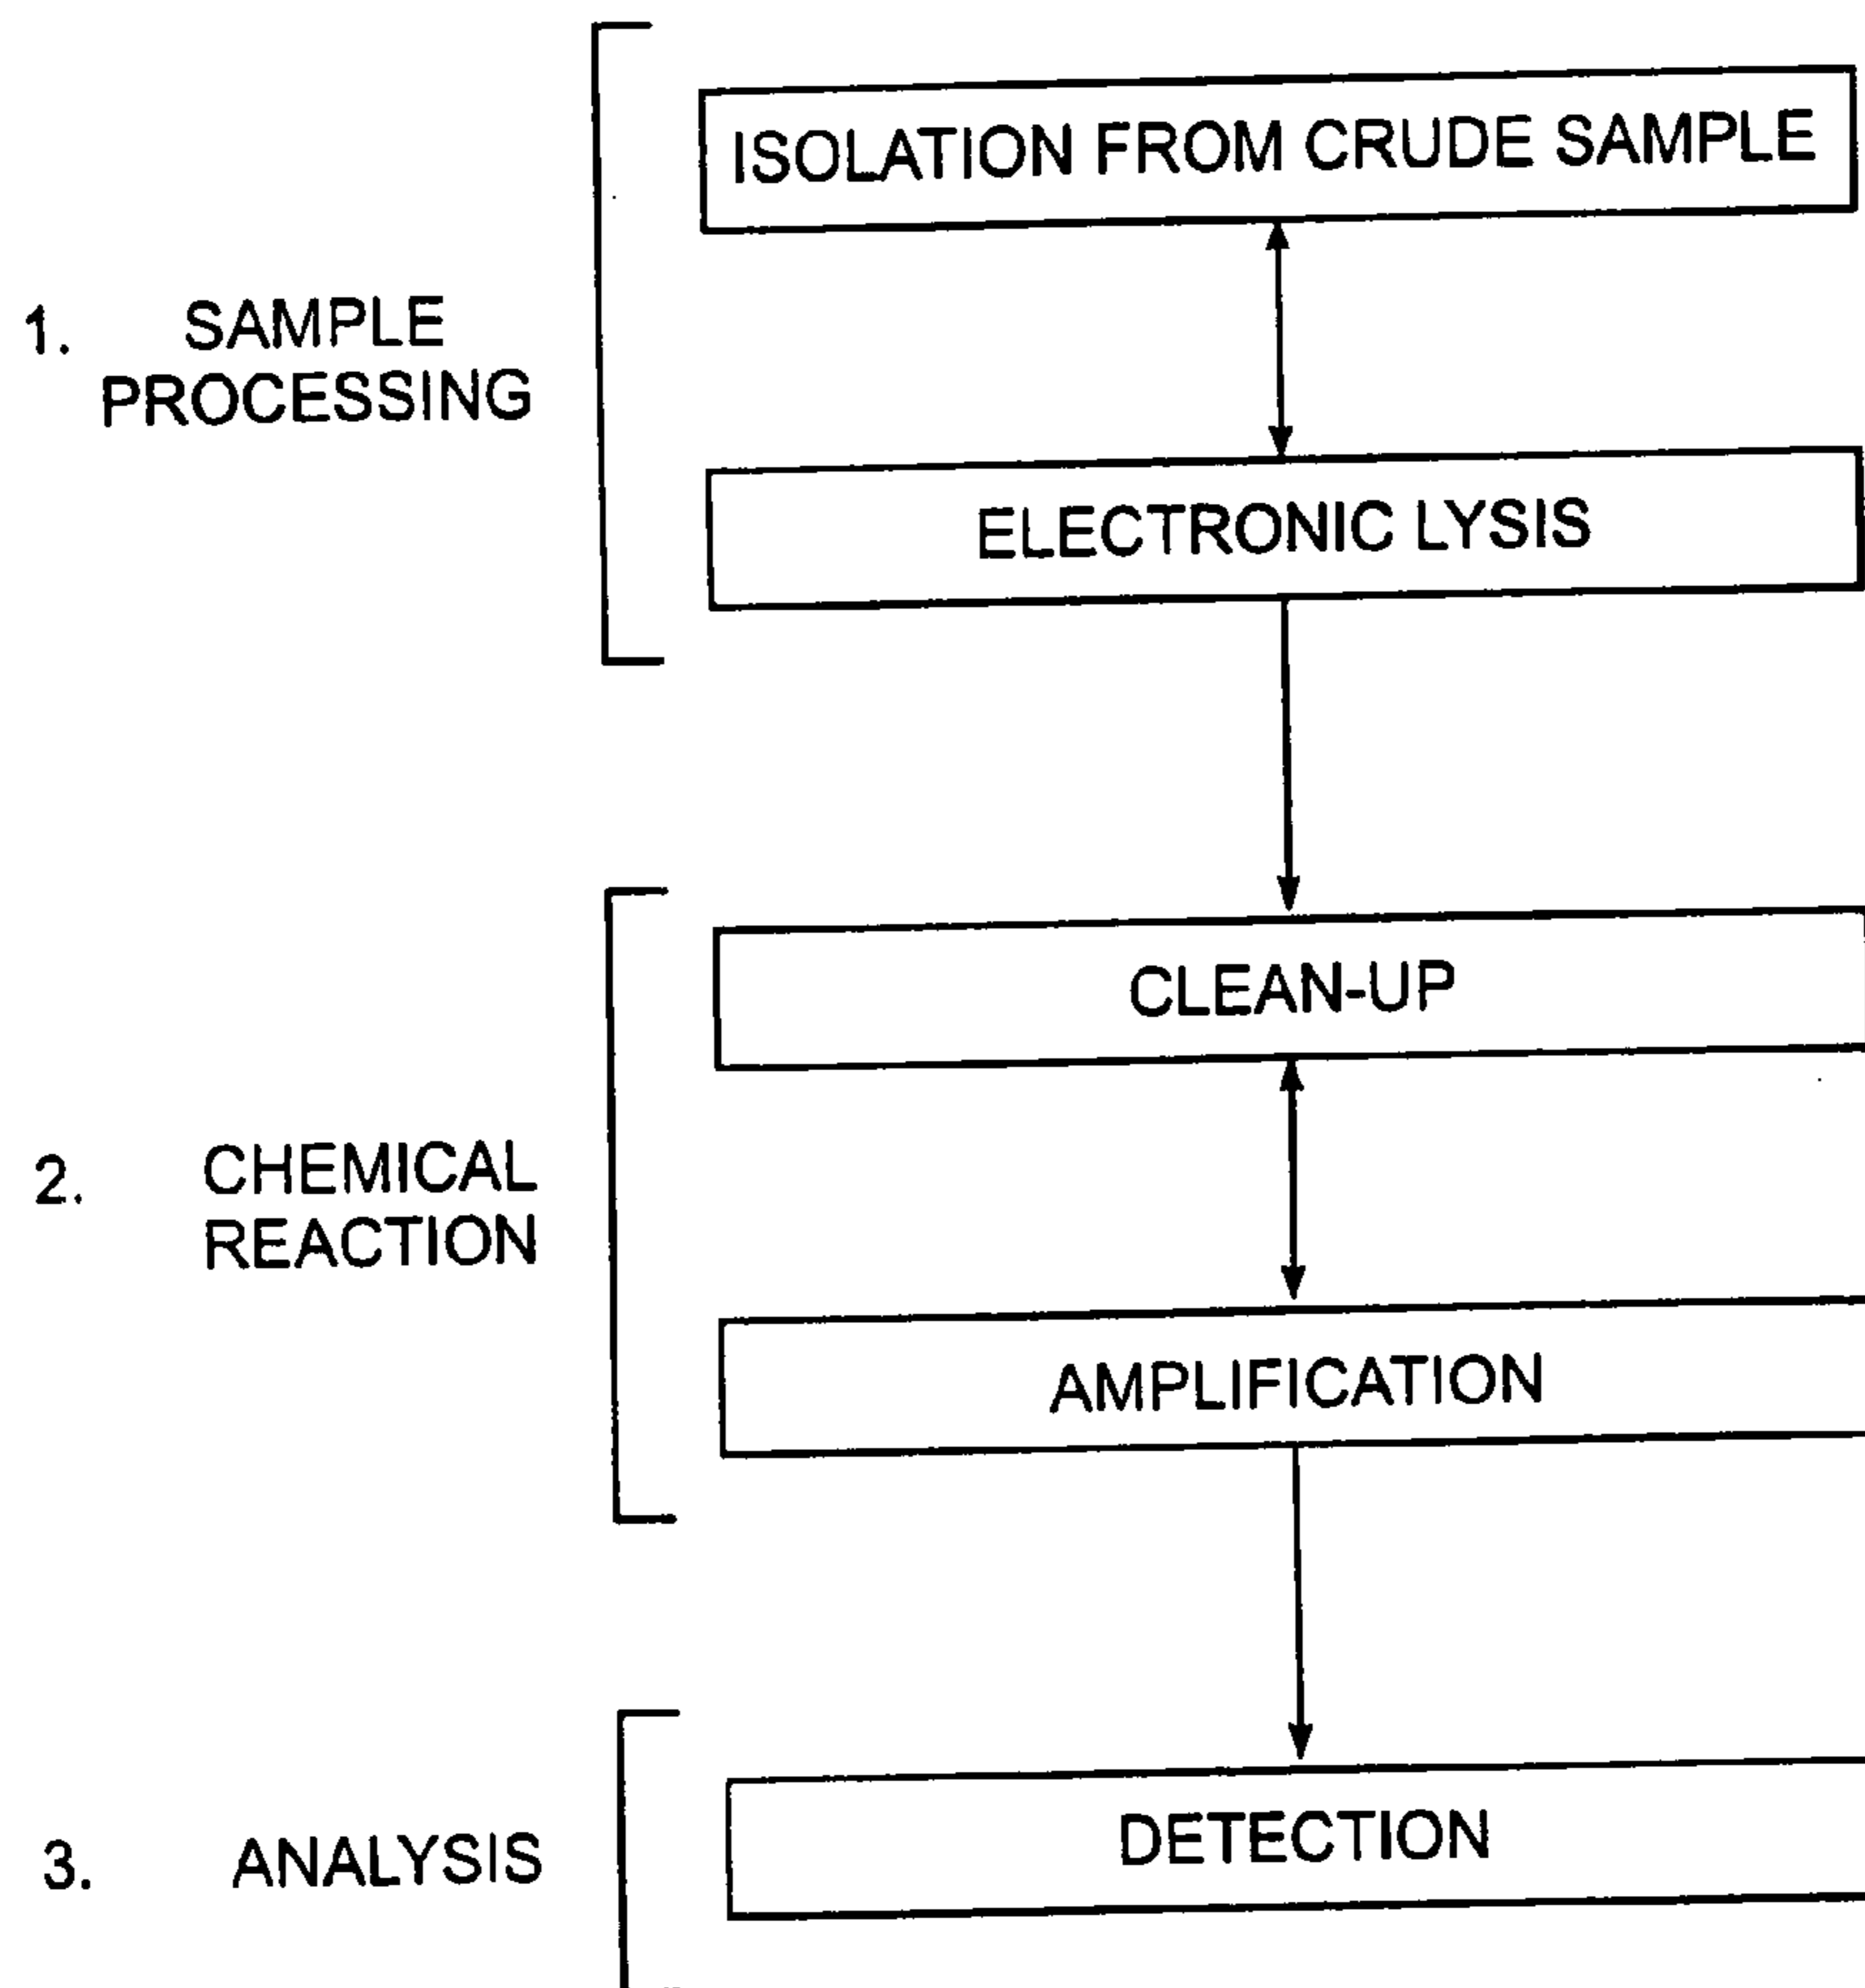 ISOLATION FROM CRUDE SAMPLE
1. SAMPLE
PROCESSING
ELECTRONIC LYSIS
CLEAN-UP
2. CHEMICAL
REACTION
AMPLIFICATION
3. ANALYSIS
DETECTION